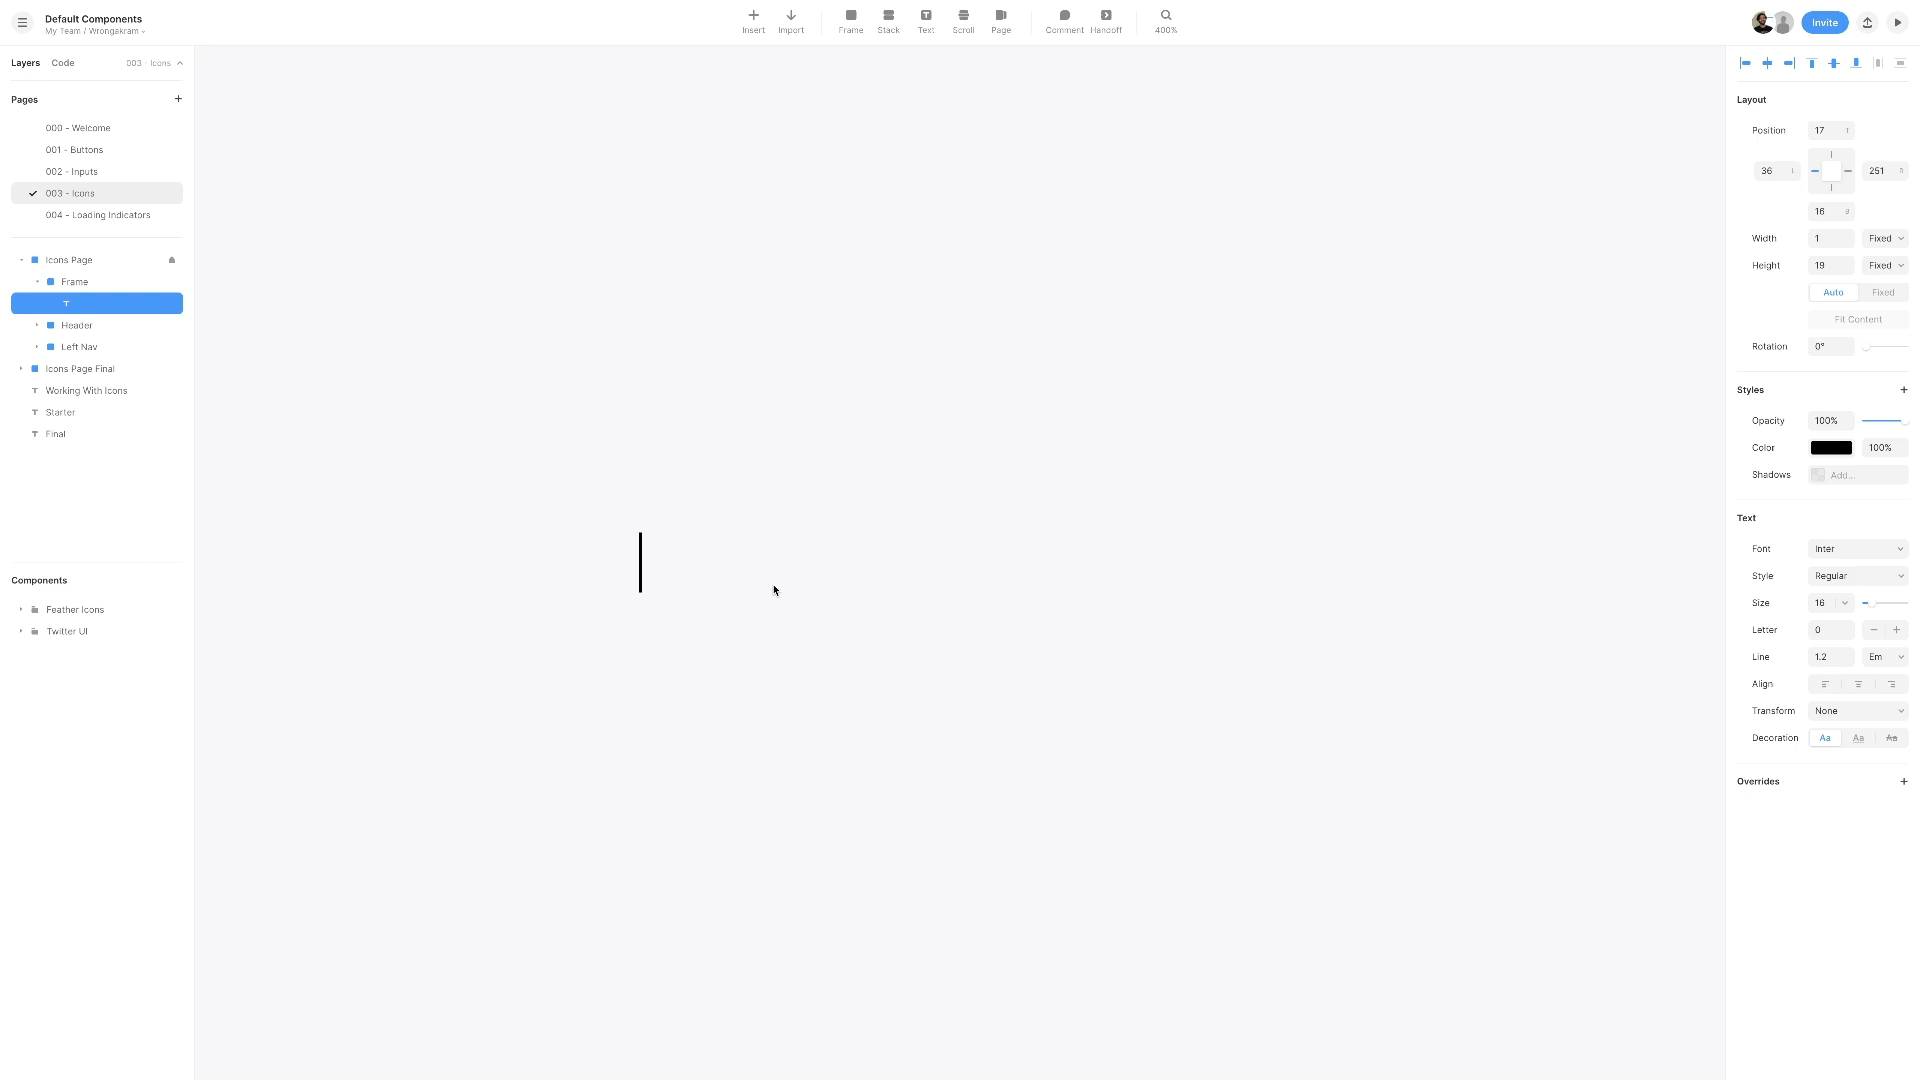 Default Components
My Team / Wrongakram
Insert
Import
Frame
Stack
Text
Scroll
Page
Comment
Handoff
400%
Invite
Layers
Code
003 - Icons
Pages
000 - Welcome
001 - Buttons
002 - Inputs
003 - Icons
004 - Loading Indicators
Icons Page
Frame
T
Header
Left Nav
Icons Page Final
T Working With Icons
T Starter
T Final
Components
Feather Icons
Twitter UI
Layout
Position 17 T
36 L 251 R
16 B
Width 1 Fixed
Height 19 Fixed
Auto Fixed
Fit Content
Rotation 0°
Styles
Opacity 100%
Color 100%
Shadows Add...
Text
Font Inter
Style Regular
Size 16
Letter 0
Line 1.2 Em
Align
Transform None
Decoration Aa Aa Aa
Overrides